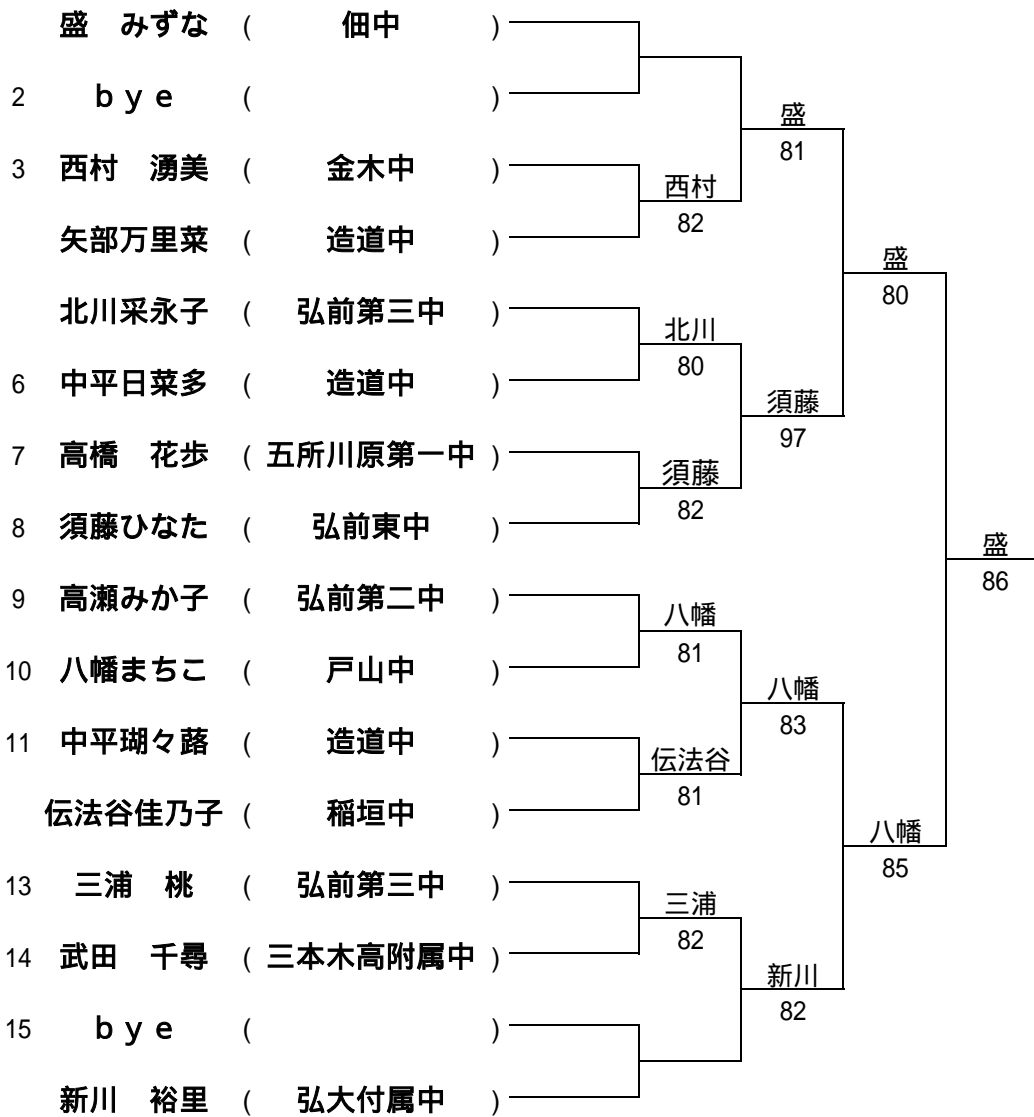 盛　みずな ( 佃中 )
2 ｂｙｅ ( )
盛
81
3 西村　湧美 ( 金木中 )
西村
82
矢部万里菜 ( 造道中 )
盛
80
北川采永子 ( 弘前第三中 )
北川
80
6 中平日菜多 ( 造道中 )
須藤
97
7 高橋　花歩 ( 五所川原第一中 )
須藤
82
8 須藤ひなた ( 弘前東中 )
盛
86
9 高瀬みか子 ( 弘前第二中 )
八幡
81
10 八幡まちこ ( 戸山中 )
八幡
83
11 中平瑚々蕗 ( 造道中 )
伝法谷
81
伝法谷佳乃子 ( 稲垣中 )
八幡
85
13 三浦　桃 ( 弘前第三中 )
三浦
82
14 武田　千尋 ( 三本木高附属中 )
新川
82
15 ｂｙｅ ( )
新川　裕里 ( 弘大付属中 )